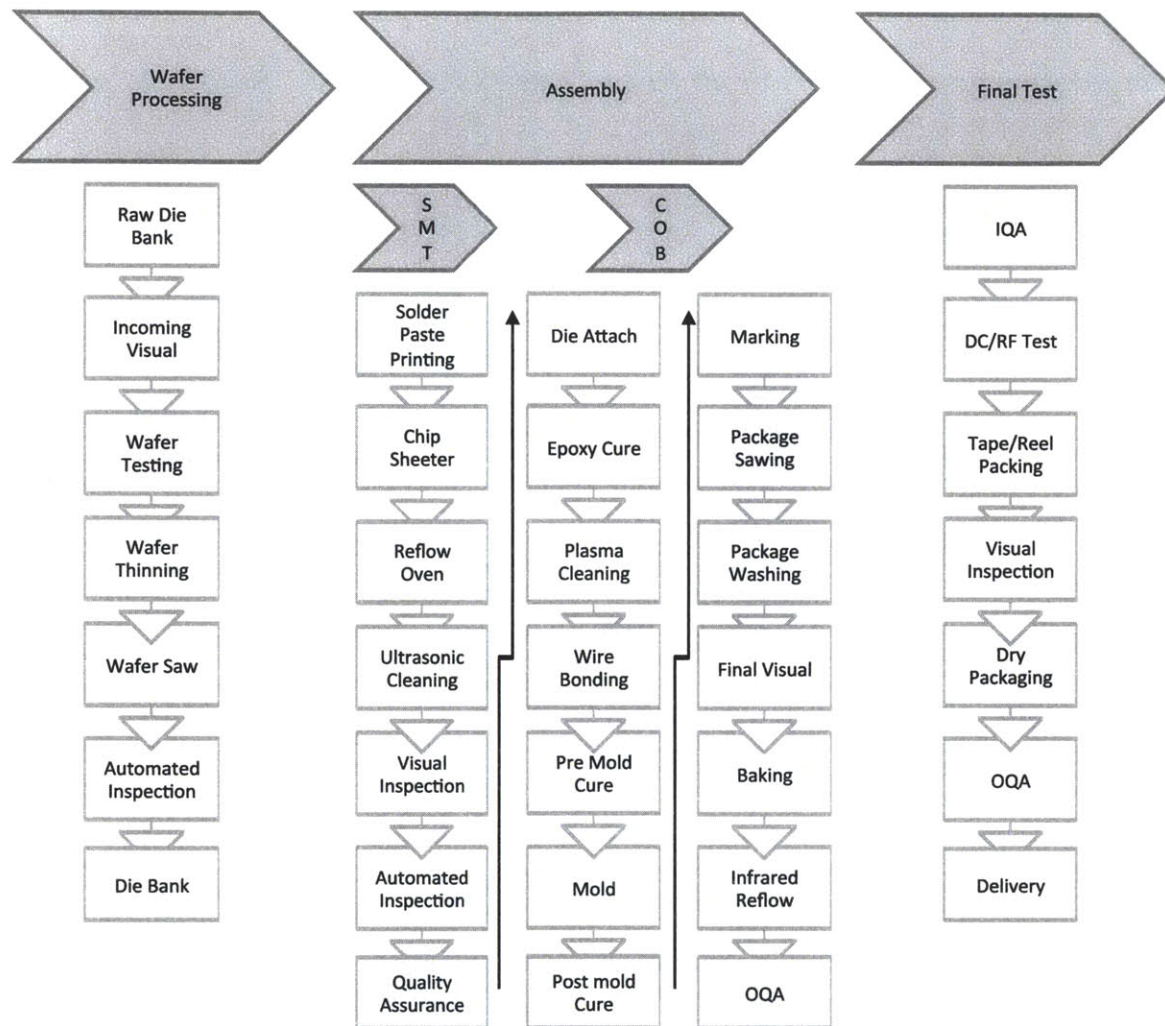 Wafer
Processing
Assembly
Final Test
Raw Die
Bank
Incoming
Visual
Wafer
Testing
Wafer
Thinning
Wafer Saw
Automated
Inspection
Die Bank
S
M
T
Solder
Paste
Printing
Chip
Sheeter
Reflow
Oven
Ultrasonic
Cleaning
Visual
Inspection
Automated
Inspection
Quality
Assurance
C
O
B
Die Attach
Epoxy Cure
Plasma
Cleaning
Wire
Bonding
Pre Mold
Cure
Mold
Post mold
Cure
Marking
Package
Sawing
Package
Washing
Final Visual
Baking
Infrared
Reflow
OQA
IQA
DC/RF Test
Tape/Reel
Packing
Visual
Inspection
Dry
Packaging
OQA
Delivery